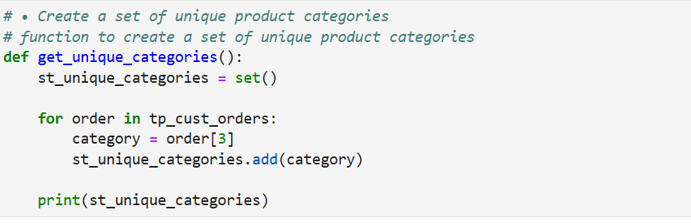 # • Create a set of unique product categories
# function to create a set of unique product categories
def get_unique_categories():
    st_unique_categories = set()
    for order in tp_cust_orders:
        category = order[3]
        st_unique_categories.add(category)
    print(st_unique_categories)